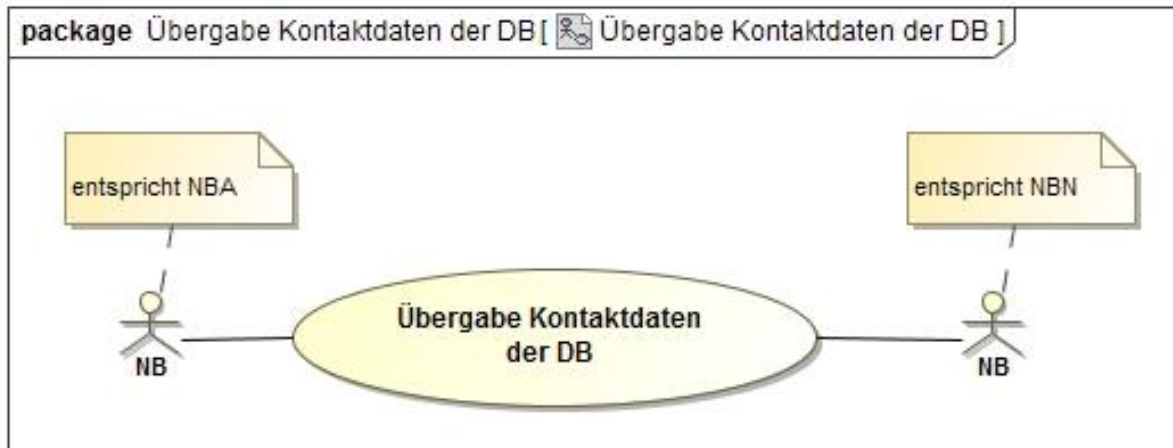 package Übergabe Kontaktdaten der DB [ Übergabe Kontaktdaten der DB ]
entspricht NBA
entspricht NBN
Übergabe Kontaktdaten
der DB
NB
NB